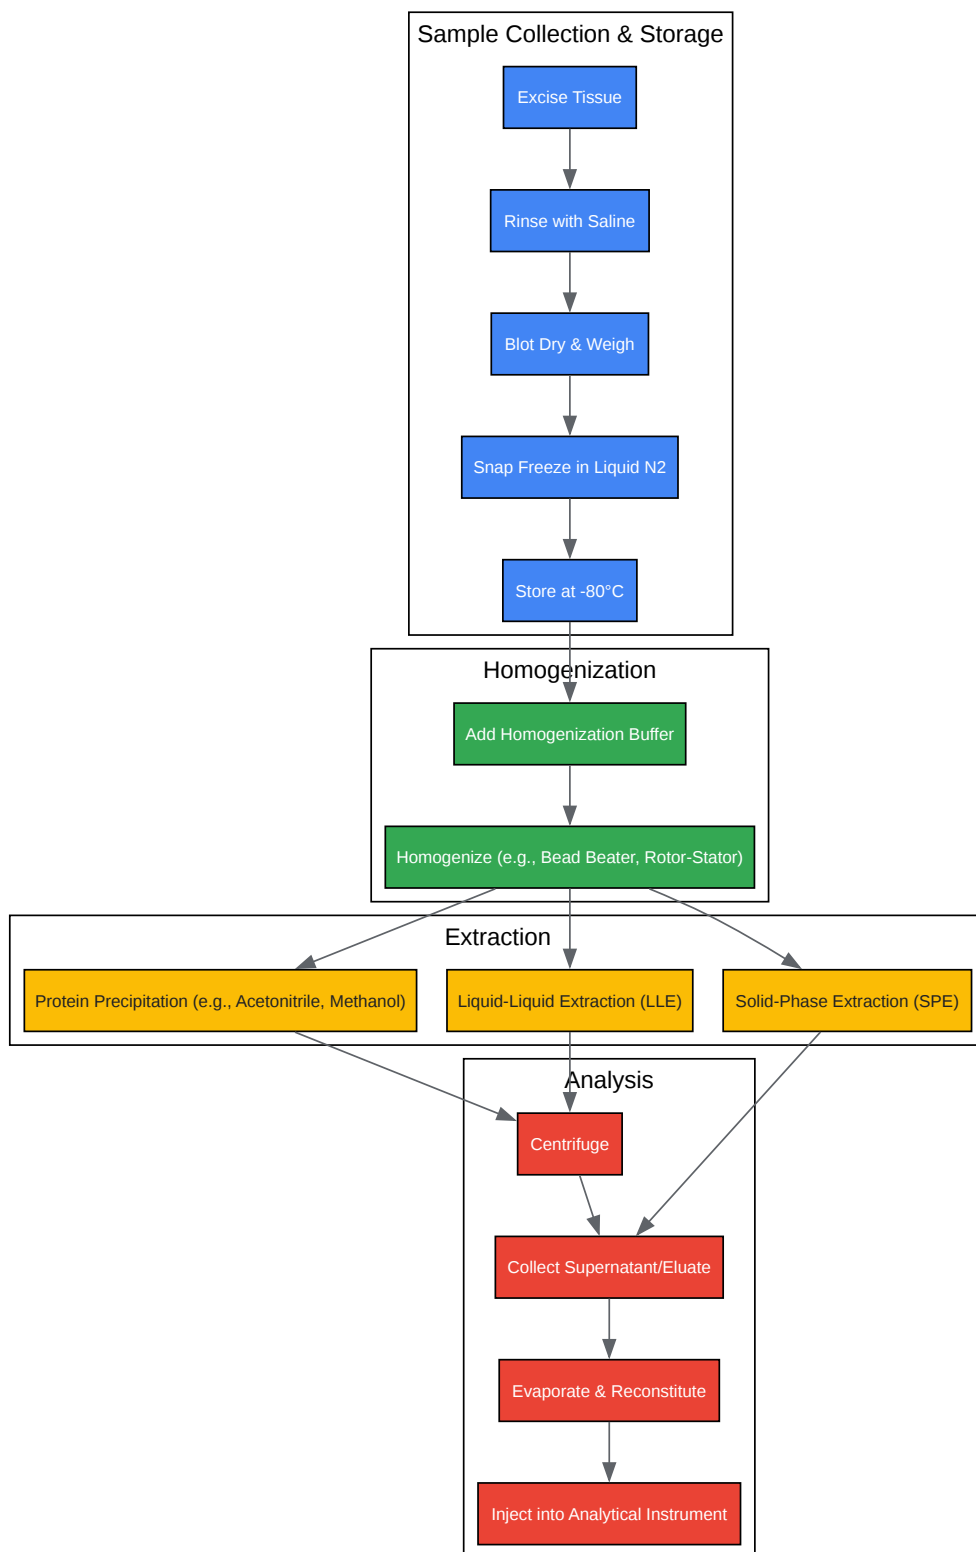 Sample Collection & Storage
Excise Tissue
Rinse with Saline
Blot Dry & Weigh
Snap Freeze in Liquid N2
Store at -80°C
Homogenization
Add Homogenization Buffer
Homogenize (e.g., Bead Beater, Rotor-Stator)
Extraction
Protein Precipitation (e.g., Acetonitrile, Methanol)
Liquid-Liquid Extraction (LLE)
Solid-Phase Extraction (SPE)
Analysis
Centrifuge
Collect Supernatant/Eluate
Evaporate & Reconstitute
Inject into Analytical Instrument